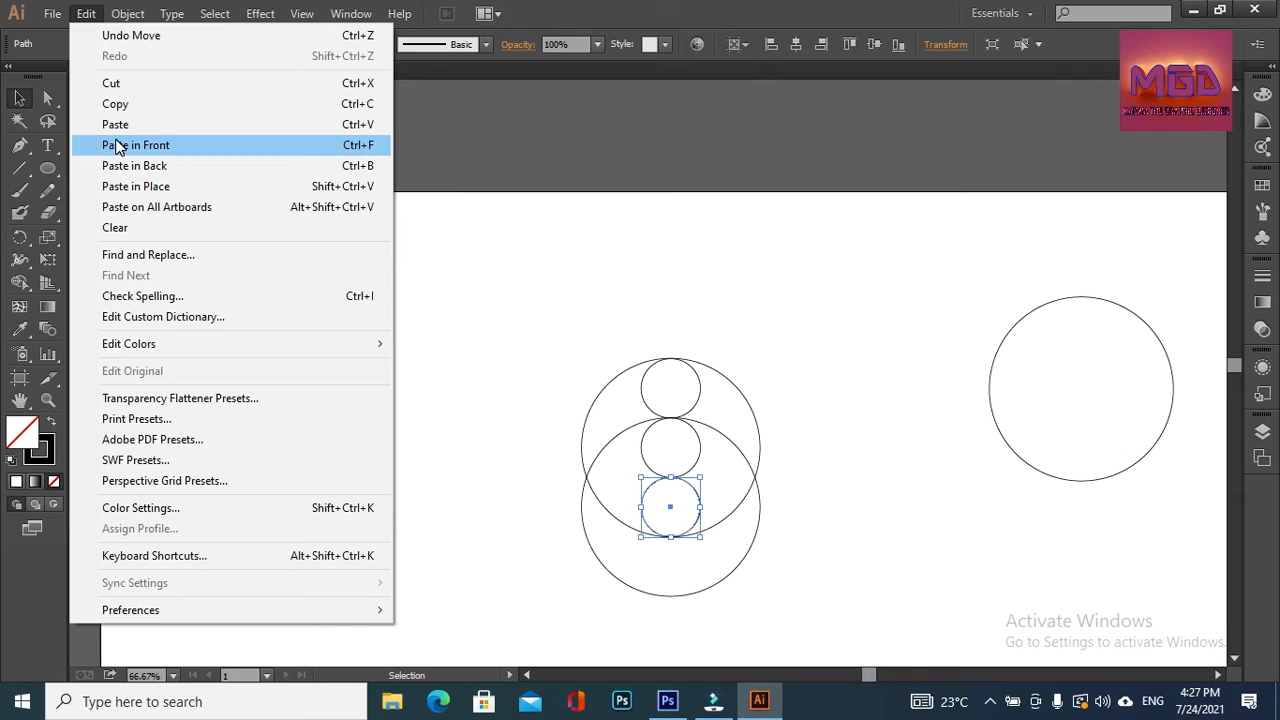 Ai File Edit Object Type Select Effect View Window Help Br Essentials
Path Basic Opacity: 100% Style: Transform
Undo Move Ctrl+Z
Redo Shift+Ctrl+Z
Cut Ctrl+X
Copy Ctrl+C
Paste Ctrl+V
Paste in Front Ctrl+F
Paste in Back Ctrl+B
Paste in Place Shift+Ctrl+V
Paste on All Artboards Alt+Shift+Ctrl+V
Clear
Find and Replace...
Find Next
Check Spelling... Ctrl+I
Edit Custom Dictionary...
Edit Colors
Edit Original
Transparency Flattener Presets...
Print Presets...
Adobe PDF Presets...
SWF Presets...
Perspective Grid Presets...
Color Settings... Shift+Ctrl+K
Assign Profile...
Keyboard Shortcuts... Alt+Shift+Ctrl+K
Sync Settings
Preferences
MGD
Activate Windows
Go to Settings to activate Windows.
66.67% 1 Selection
Type here to search Ps Ps Ai 23°C ENG 4:27 PM
7/24/2021